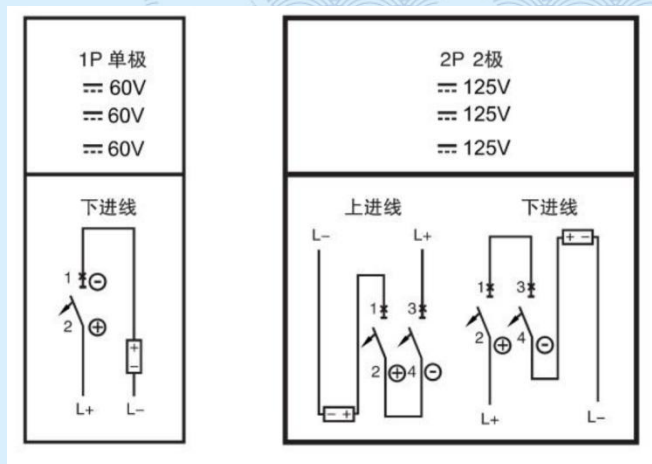 1P 单极
⎓ 60V
⎓ 60V
⎓ 60V
下进线
1
⊖
2
⊕
+
−
L+
L−
2P 2极
⎓ 125V
⎓ 125V
⎓ 125V
上进线
L−
L+
1
3
2
⊕
4
⊖
− +
下进线
+ −
1
3
2
⊕
4
⊖
L+
L−